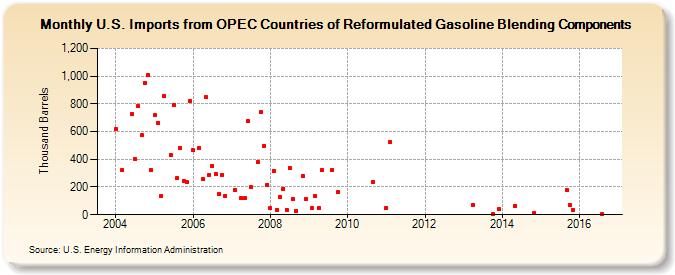 Monthly U.S. Imports from OPEC Countries of Reformulated Gasoline Blending Components
Thousand Barrels
1,200
1,000
800
600
400
200
0
2004 2006 2008 2010 2012 2014 2016
Source: U.S. Energy Information Administration